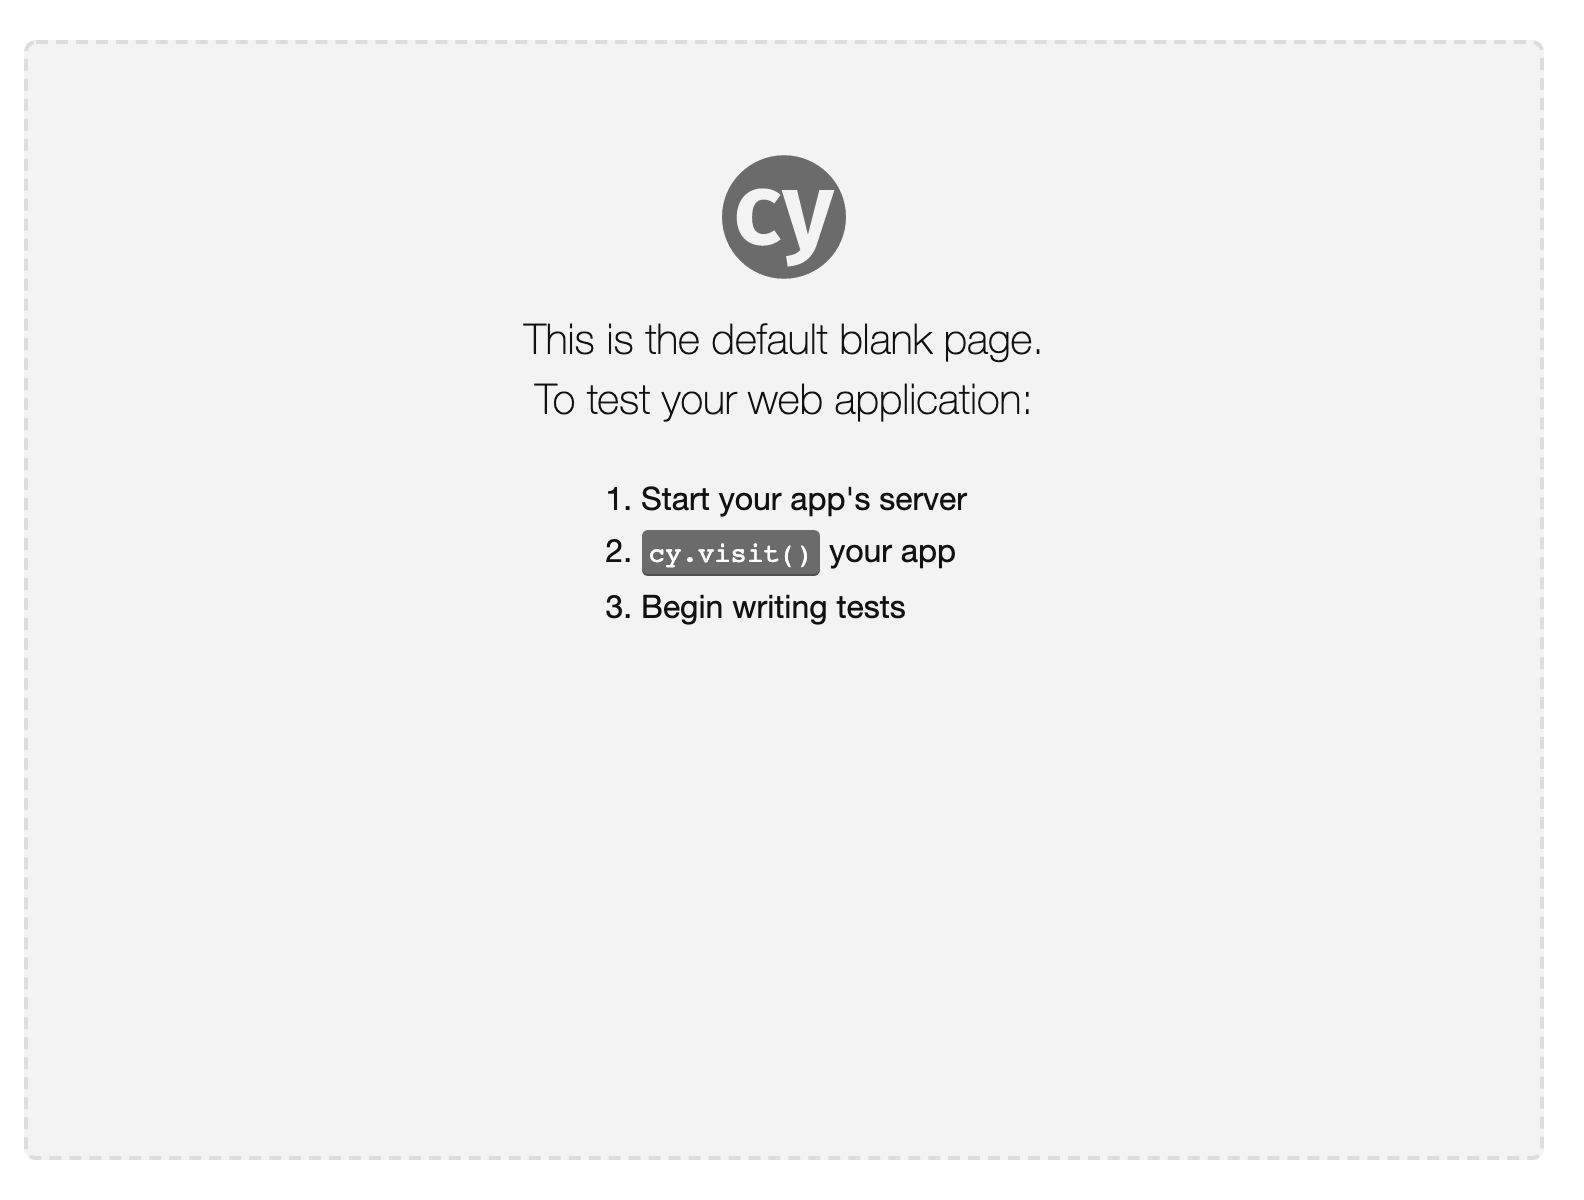 cy
This is the default blank page.
To test your web application:
1. Start your app's server
2. cy.visit() your app
3. Begin writing tests